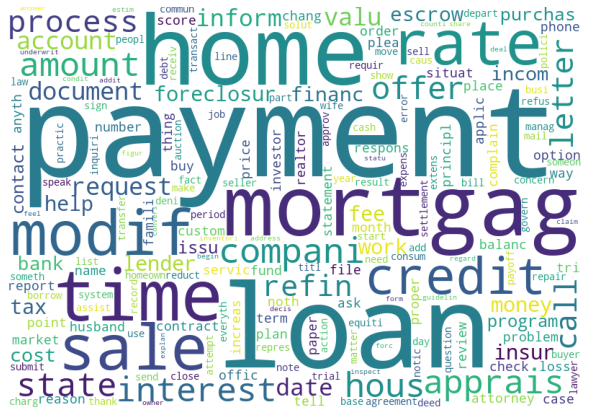 answer estim score commun chang solut order purchas depart counti share phone
underwrit peopl inform valu escrow deal polici
process home rate condit addit
account debt receiv transact line plea move sell
amount requir caus show busi letter
law document foreclosur part financ offer situat incom refus
anyth sign wife place error
contact practic number job cash respons applic manag mail
payment
inquiri thing auction price approv statu investor realtor principl option someon
speak buy figur fact seller expens extens complain concern way
request deni make statement year result bill govern
help transfer famili period settlement claim
modif mortgag
feel convert custom fee month
issu inventori address start
compani work add consum balanc
bank list name homeown reduct begin titl need regard payoff repair
someth lender servic fund file refin credit tri call
report borrow system assist record noth ask form guidelin
time loan money
tax point husband everyth decis equiti program
market use contract increas term proper problem
cost explain plan paper matter forc action day question review buyer
submit sale attempt repres notic insur check loss lawyer
state send close offic note trial inspect hous apprais
charg reason thank owner interest date tell base agreement deed attorney case